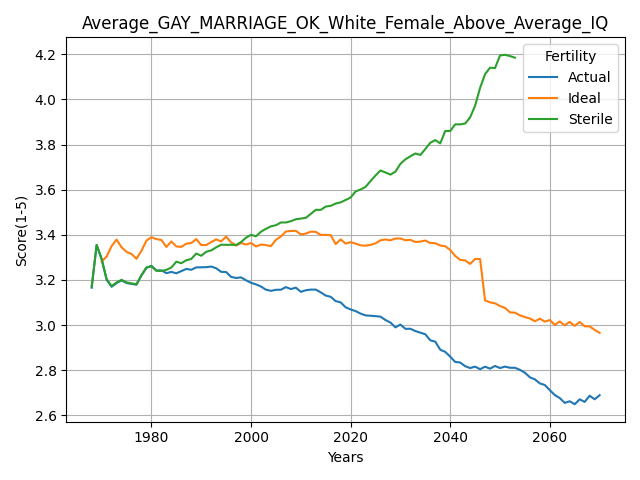 Average_GAY_MARRIAGE_OK_White_Female_Above_Average_IQ
Score(1-5)
4.2
4.0
3.8
3.6
3.4
3.2
3.0
2.8
2.6
Fertility
Actual
Ideal
Sterile
1980
2000
2020
2040
2060
Years